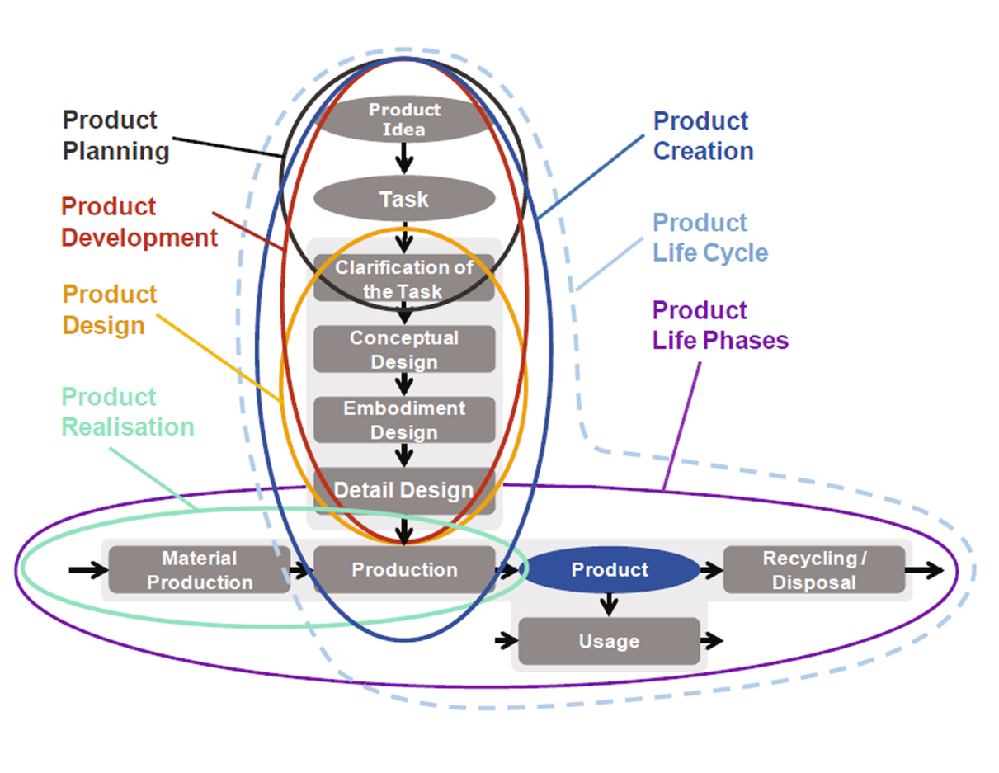 Product
Planning
Product
Development
Product
Design
Product
Realisation
Product
Idea
Task
Clarification of
the Task
Conceptual
Design
Embodiment
Design
Detail Design
Product
Creation
Product
Life Cycle
Product
Life Phases
Material
Production
Production
Product
Recycling /
Disposal
Usage